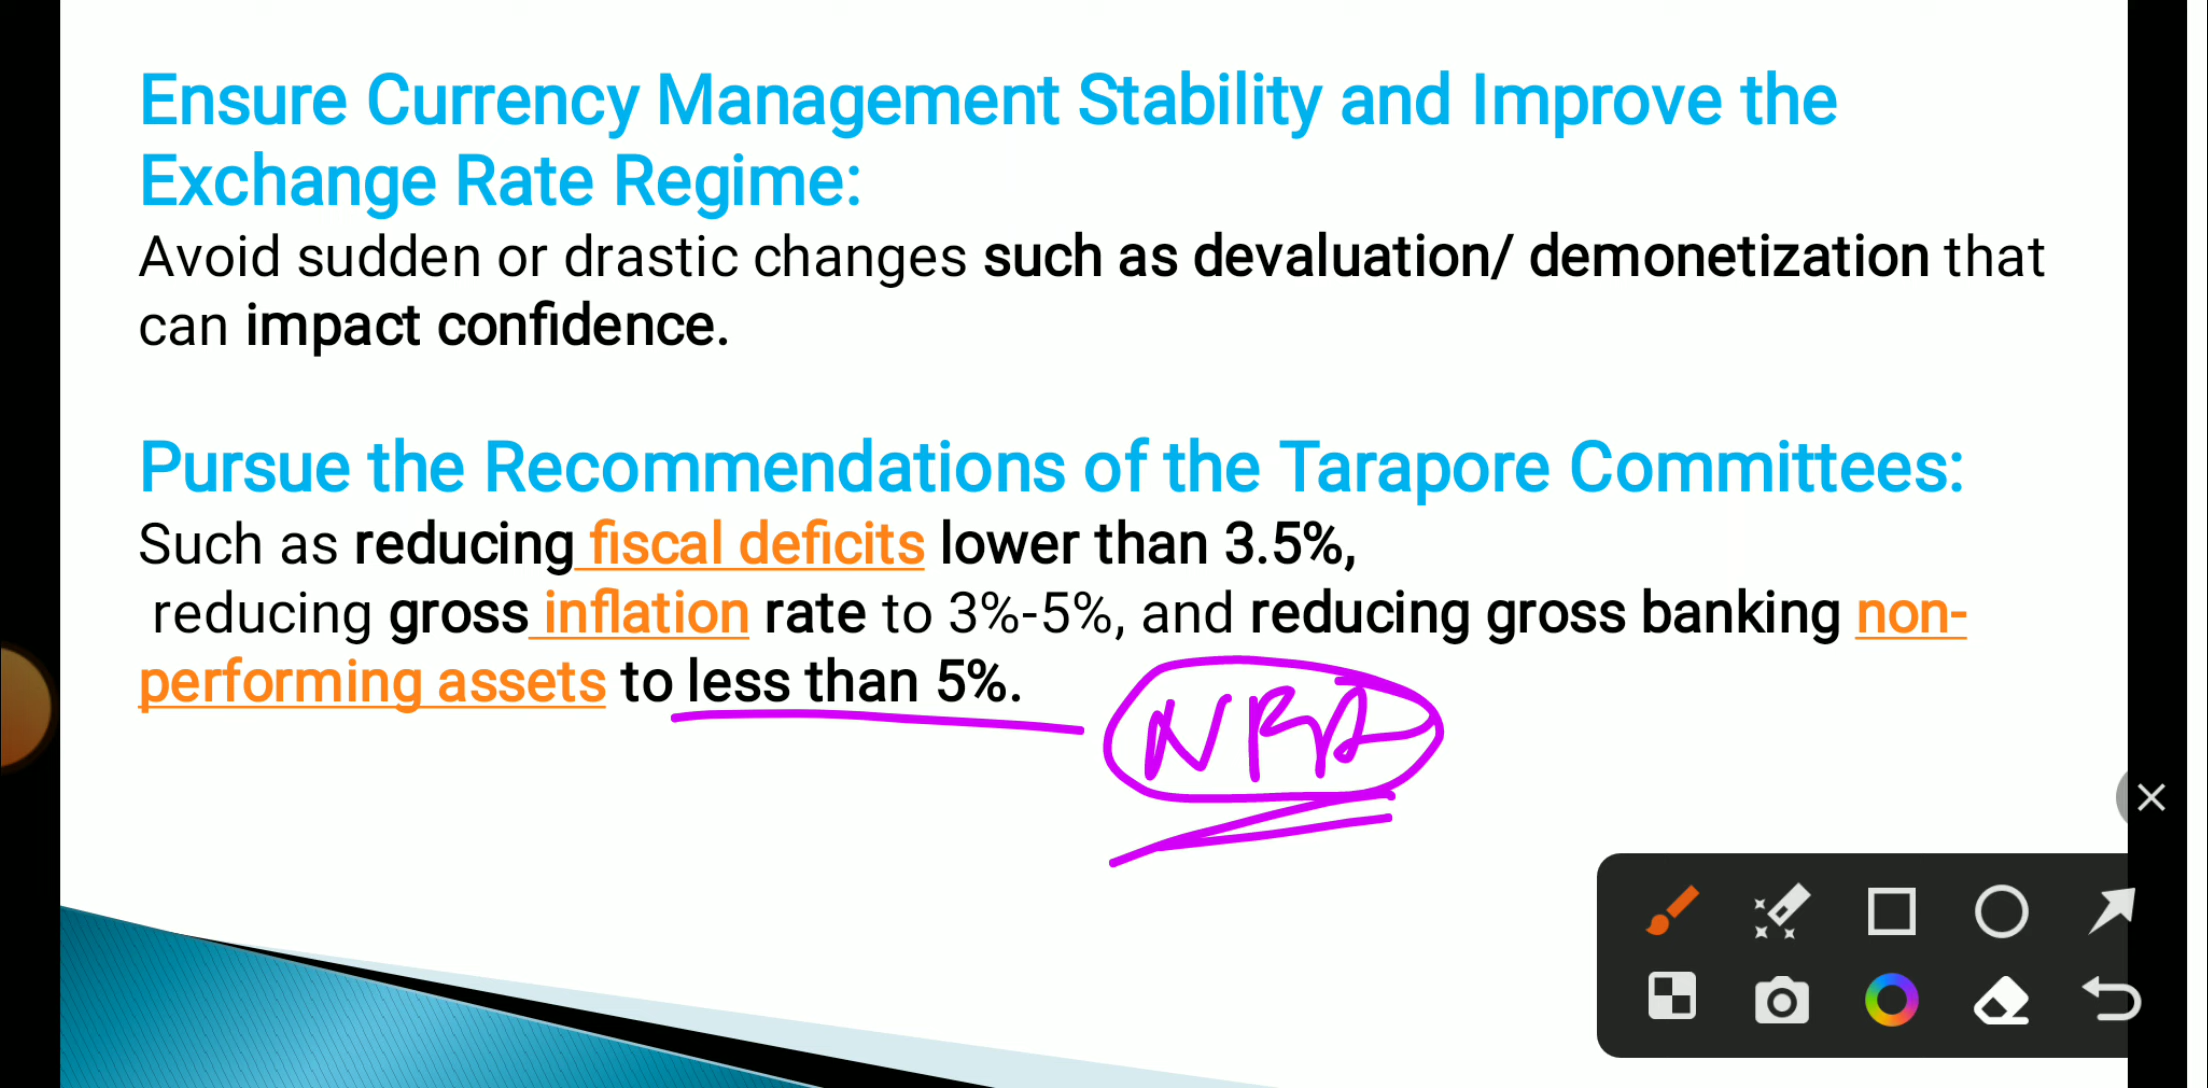 Ensure Currency Management Stability and Improve the
Exchange Rate Regime:
Avoid sudden or drastic changes such as devaluation/ demonetization that
can impact confidence.
Pursue the Recommendations of the Tarapore Committees:
Such as reducing fiscal deficits lower than 3.5%,
reducing gross inflation rate to 3%-5%, and reducing gross banking non-
performing assets to less than 5%.
NPA